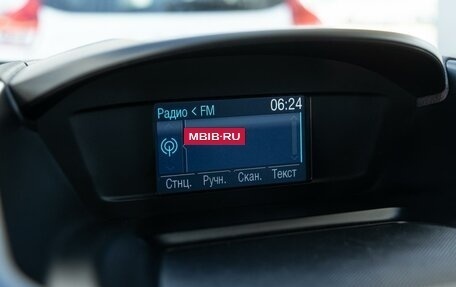 Радио < FM 06:24
MBIB-RU
Стнц. Ручн. Скан. Текст